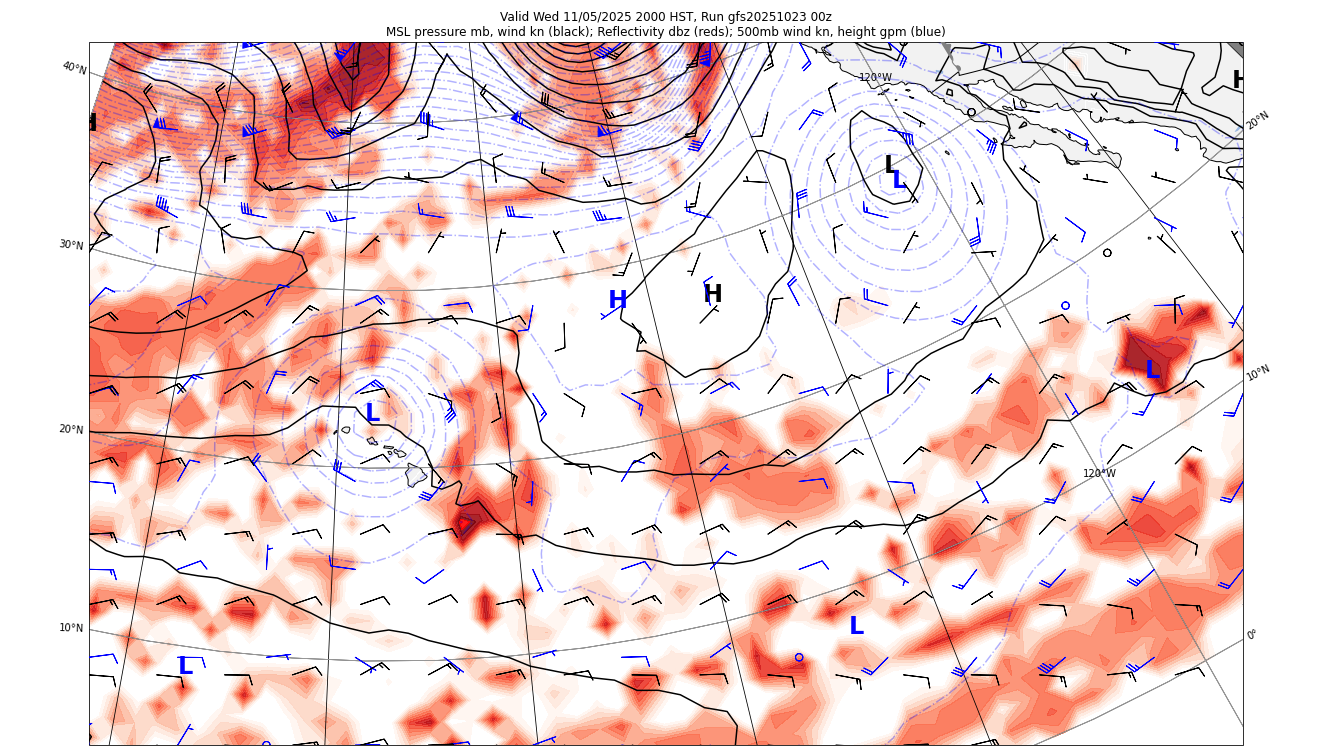 Valid Wed 11/05/2025 2000 HST, Run gfs20251023 00z
MSL pressure mb, wind kn (black); Reflectivity dbz (reds); 500mb wind kn, height gpm (blue)
40°N
120°W
H
H
20°N
L
L
30°N
H
H
L
10°N
L
20°N
120°W
10°N
L
0°
L